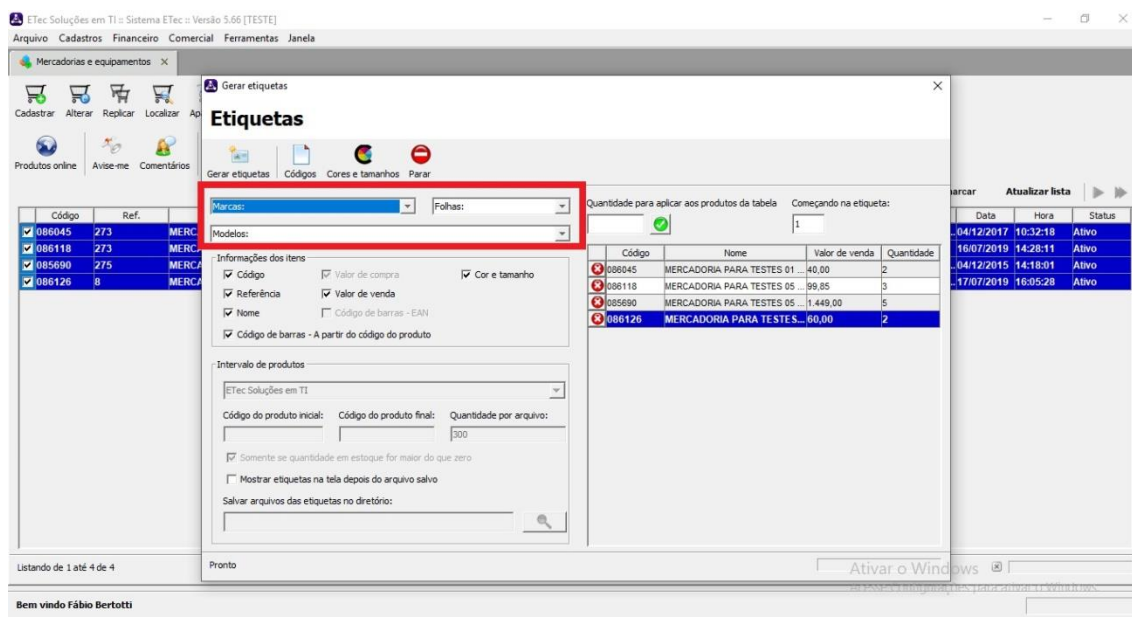 ETec Soluções em TI :: Sistema ETec :: Versão 5.66 [TESTE]
Arquivo Cadastros Financeiro Comercial Ferramentas Janela
Mercadorias e equipamentos
Cadastrar Alterar Replicar Localizar Ap
Produtos online Avise-me Comentários
Gerar etiquetas
Etiquetas
Gerar etiquetas Códigos Cores e tamanhos Parar
Marcas: Folhas:
Modelos:
Informações dos itens
Código Valor de compra Cor e tamanho
Referência Valor de venda
Nome Código de barras - EAN
Código de barras - A partir do código do produto
Intervalo de produtos
ETec Soluções em TI
Código do produto inicial: Código do produto final: Quantidade por arquivo:
300
Somente se quantidade em estoque for maior do que zero
Mostrar etiquetas na tela depois do arquivo salvo
Salvar arquivos das etiquetas no diretório:
Pronto
Quantidade para aplicar aos produtos da tabela Começando na etiqueta:
1
Código Nome Valor de venda Quantidade
086045 MERCADORIA PARA TESTES 01 ... 40,00 2
086118 MERCADORIA PARA TESTES 05 ... 99,85 3
085690 MERCADORIA PARA TESTES 05 ... 1.449,00 5
086126 MERCADORIA PARA TESTES... 60,00 2
Código Ref.
086045 273 MERC
086118 273 MERCA
085690 275 MERCA
086126 8 MERCA
arcar Atualizar lista
Data Hora Status
04/12/2017 10:32:18 Ativo
16/07/2019 14:28:11 Ativo
04/12/2015 14:18:01 Ativo
17/07/2019 16:05:28 Ativo
Listando de 1 até 4 de 4
Ativar o Windows
Bem vindo Fábio Bertotti